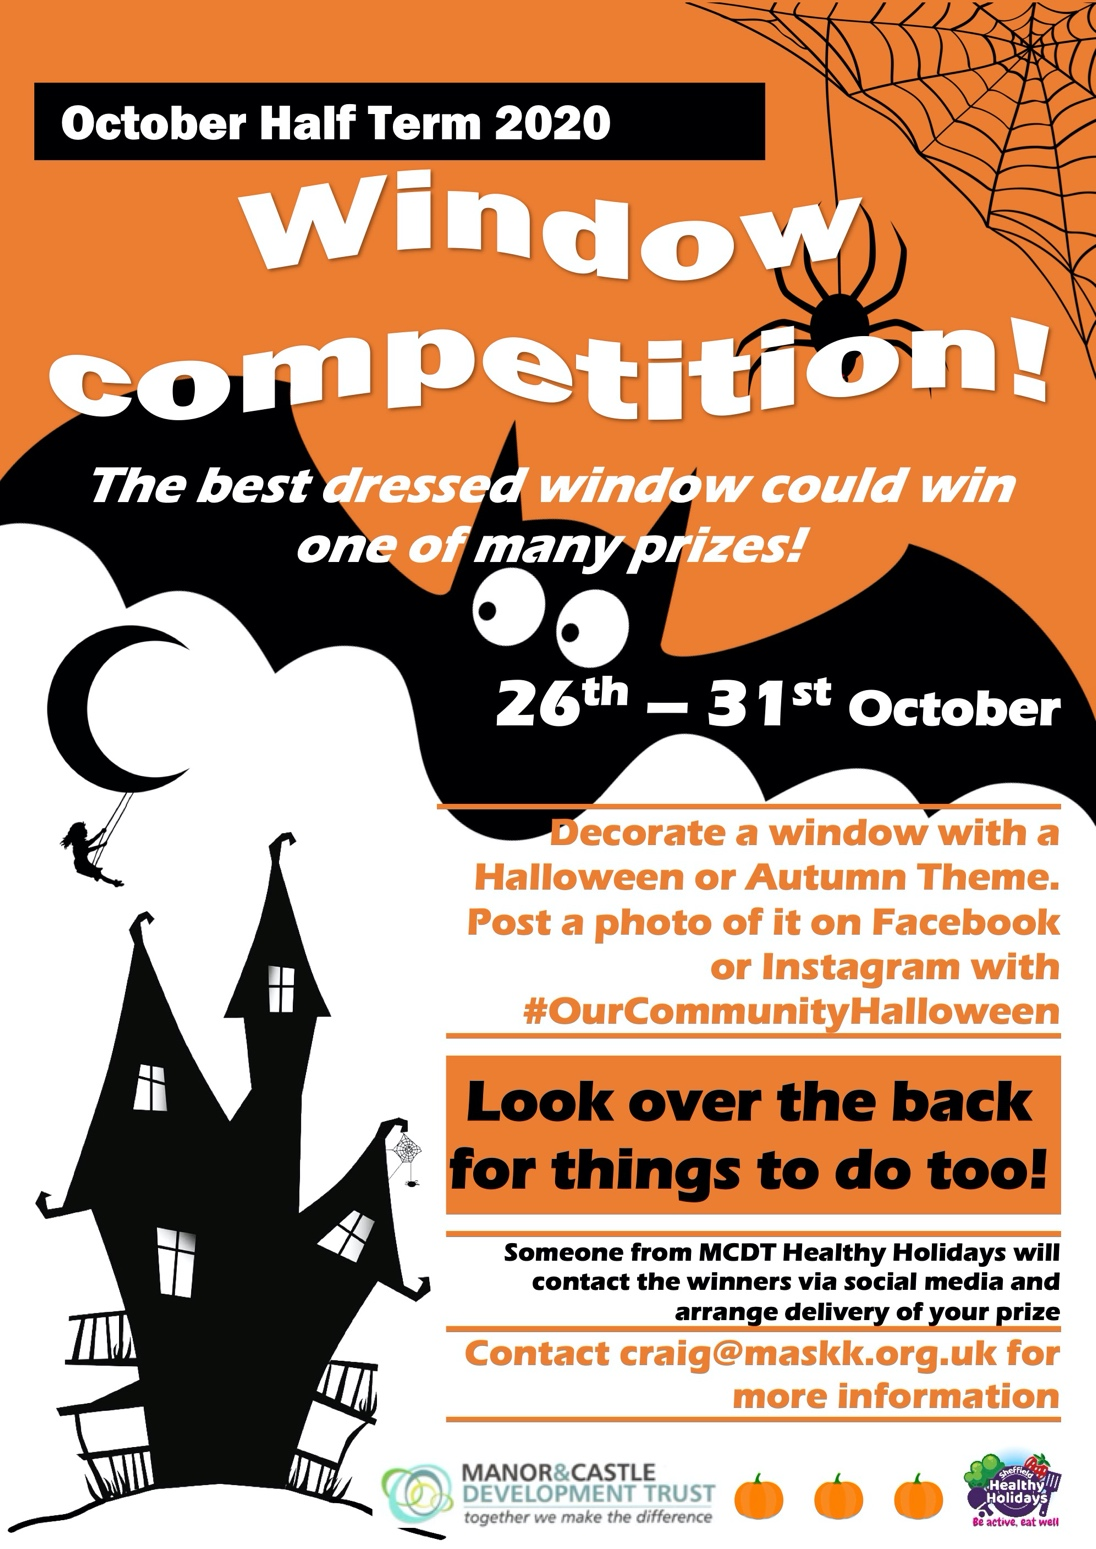 October Half Term 2020
Window
competition!
The best dressed window could win
one of many prizes!
26th – 31st October
Decorate a window with a
Halloween or Autumn Theme.
Post a photo of it on Facebook
or Instagram with
#OurCommunityHalloween
Look over the back
for things to do too!
Someone from MCDT Healthy Holidays will
contact the winners via social media and
arrange delivery of your prize
Contact craig@maskk.org.uk for
more information
MANOR&CASTLE
DEVELOPMENT TRUST
together we make the difference
Sheffield
Healthy
Holidays
Be active, eat well